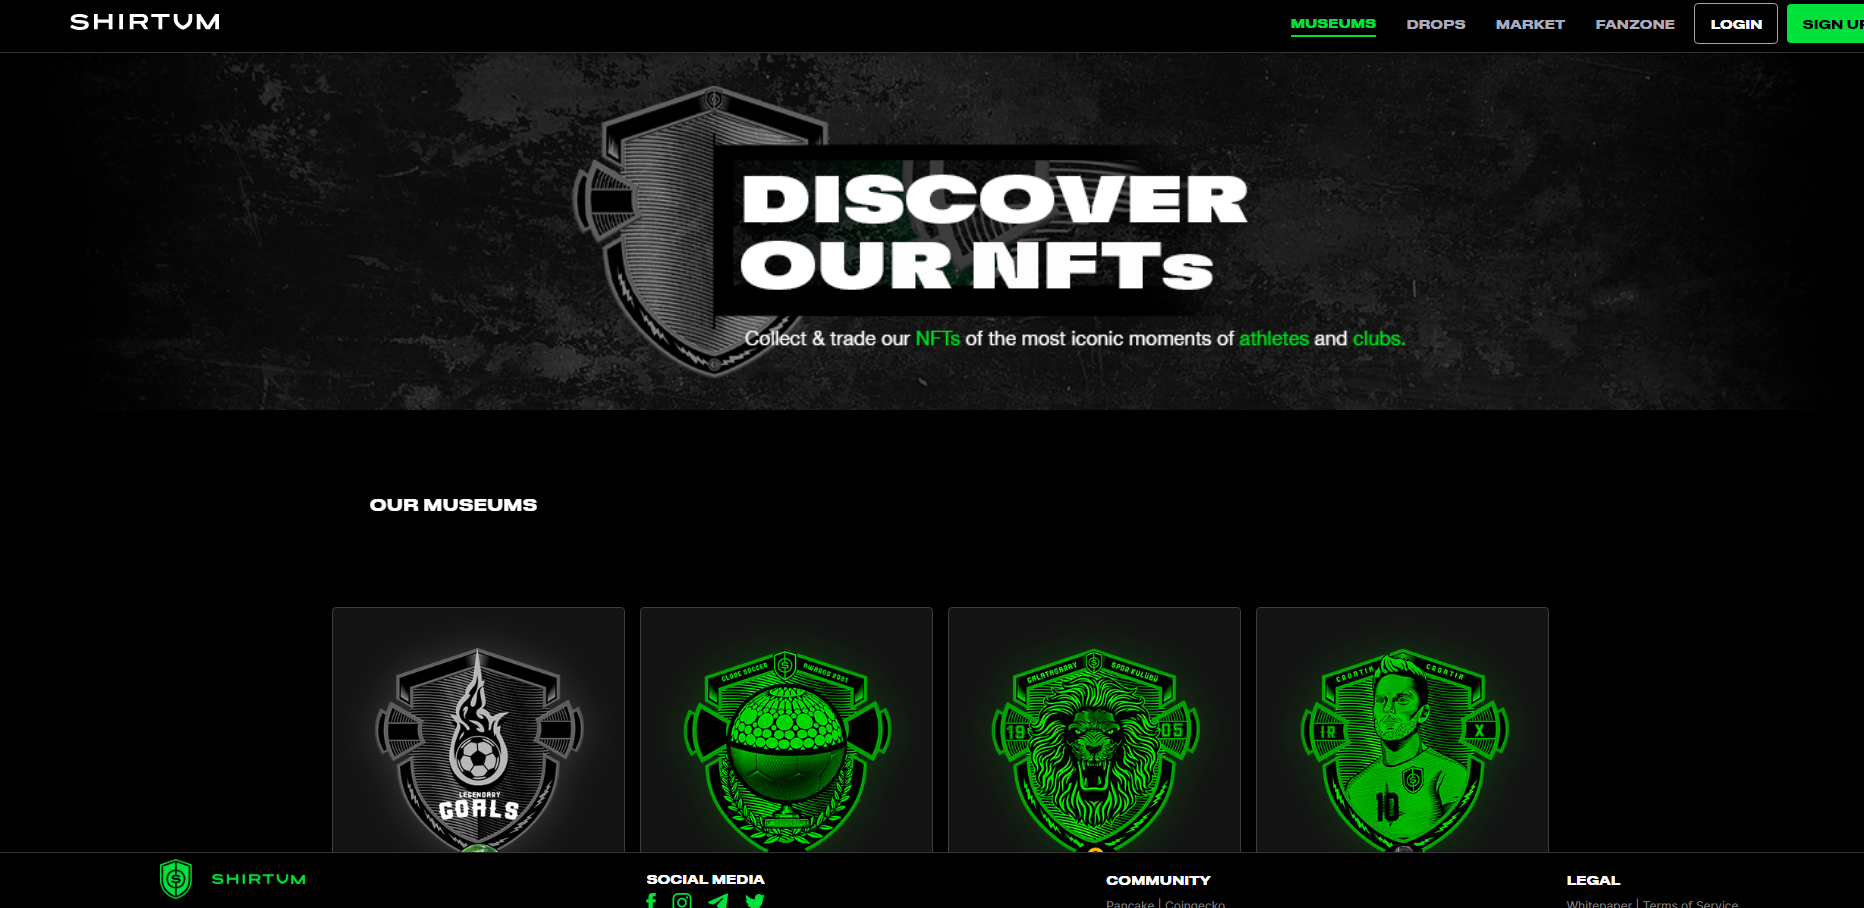 SHIRTUM
MUSEUMS DROPS MARKET FANZONE LOGIN SIGN UP
DISCOVER
OUR NFTs
Collect & trade our NFTs of the most iconic moments of athletes and clubs.
OUR MUSEUMS
LEGENDARY
GOALS
GLOBE SOCCER AWARDS 2021
GALATASARAY SPOR KULÜBÜ
19 05
CROATIA CROATIA
IR X
10
SHIRTUM
SOCIAL MEDIA
COMMUNITY
Pancake | Coingecko
LEGAL
Whitepaper | Terms of Service